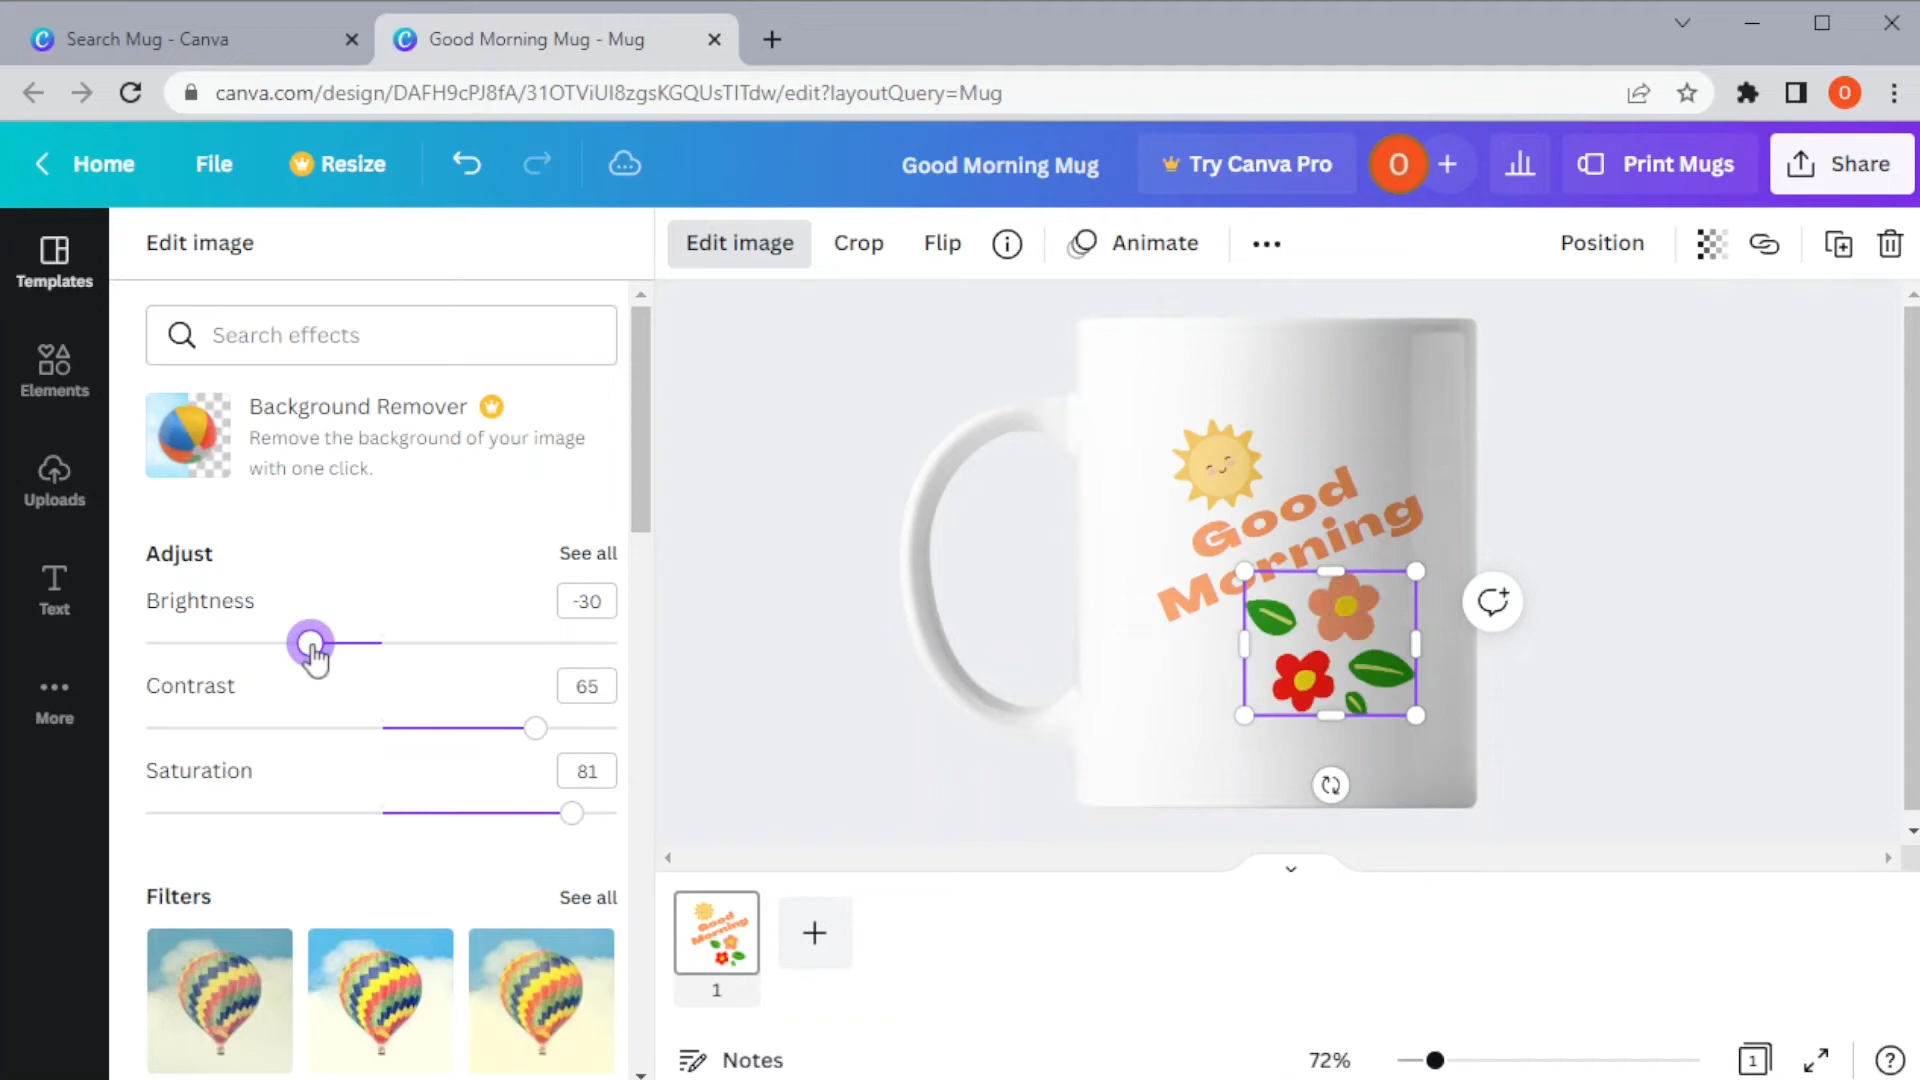 Search Mug - Canva
Good Morning Mug - Mug
canva.com/design/DAFH9cPJ8fA/31OTViUI8zgsKGQUsTITdw/edit?layoutQuery=Mug
O
Home
File
Resize
Good Morning Mug
Try Canva Pro
O
Print Mugs
Share
Templates
Elements
Uploads
Text
More
Edit image
Search effects
Background Remover
Remove the background of your image
with one click.
Adjust
See all
Brightness
-30
Contrast
65
Saturation
81
Filters
See all
Edit image
Crop
Flip
Animate
Position
Good
Morning
Good
Morning
1
Notes
72%
1
?